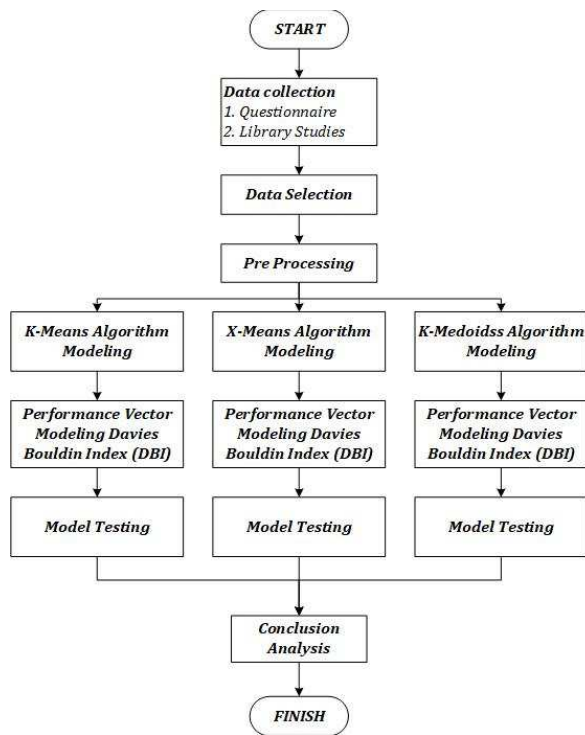 START
Data collection
1. Questionnaire
2. Library Studies
Data Selection
Pre Processing
K-Means Algorithm
Modeling
X-Means Algorithm
Modeling
K-Medoidss Algorithm
Modeling
Performance Vector
Modeling Davies
Bouldin Index (DBI)
Performance Vector
Modeling Davies
Bouldin Index (DBI)
Performance Vector
Modeling Davies
Bouldin Index (DBI)
Model Testing
Model Testing
Model Testing
Conclusion
Analysis
FINISH